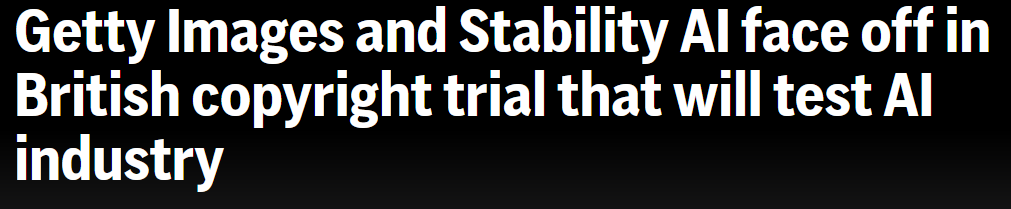 Getty Images and Stability AI face off in
British copyright trial that will test AI
industry